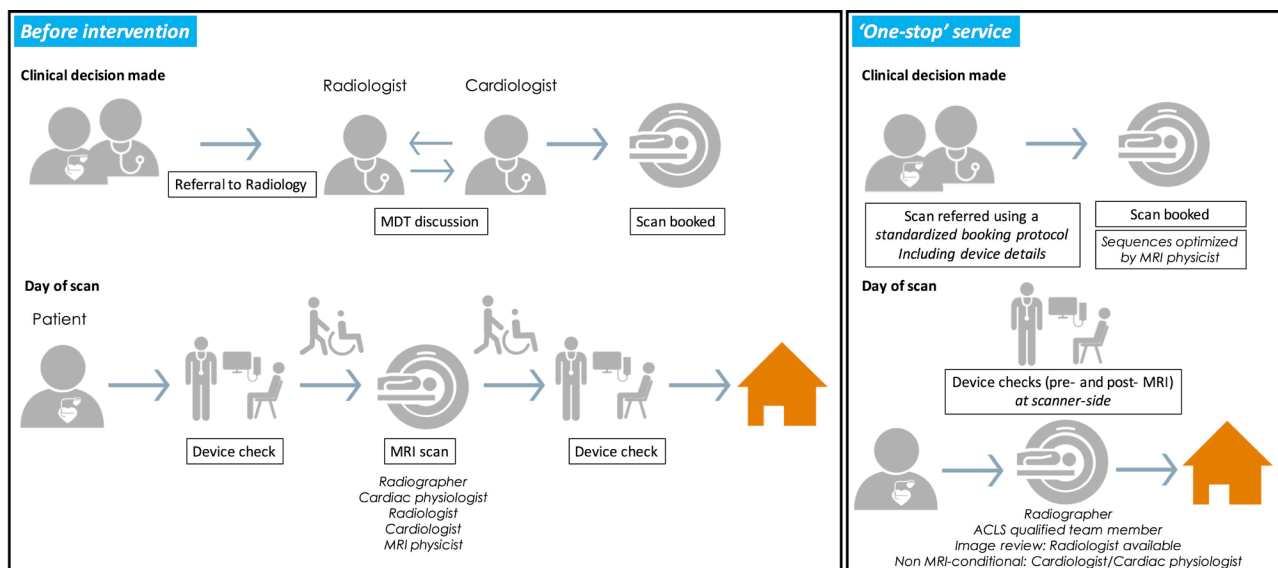 Before intervention
Clinical decision made
Radiologist
Cardiologist
Referral to Radiology
MDT discussion
Scan booked
Day of scan
Patient
Device check
MRI scan
Device check
Radiographer
Cardiac physiologist
Radiologist
Cardiologist
MRI physicist
‘One-stop’ service
Clinical decision made
Scan referred using a
standardized booking protocol
Including device details
Scan booked
Sequences optimized
by MRI physicist
Day of scan
Device checks (pre- and post- MRI)
at scanner-side
Radiographer
ACLS qualified team member
Image review: Radiologist available
Non MRI-conditional: Cardiologist/Cardiac physiologist